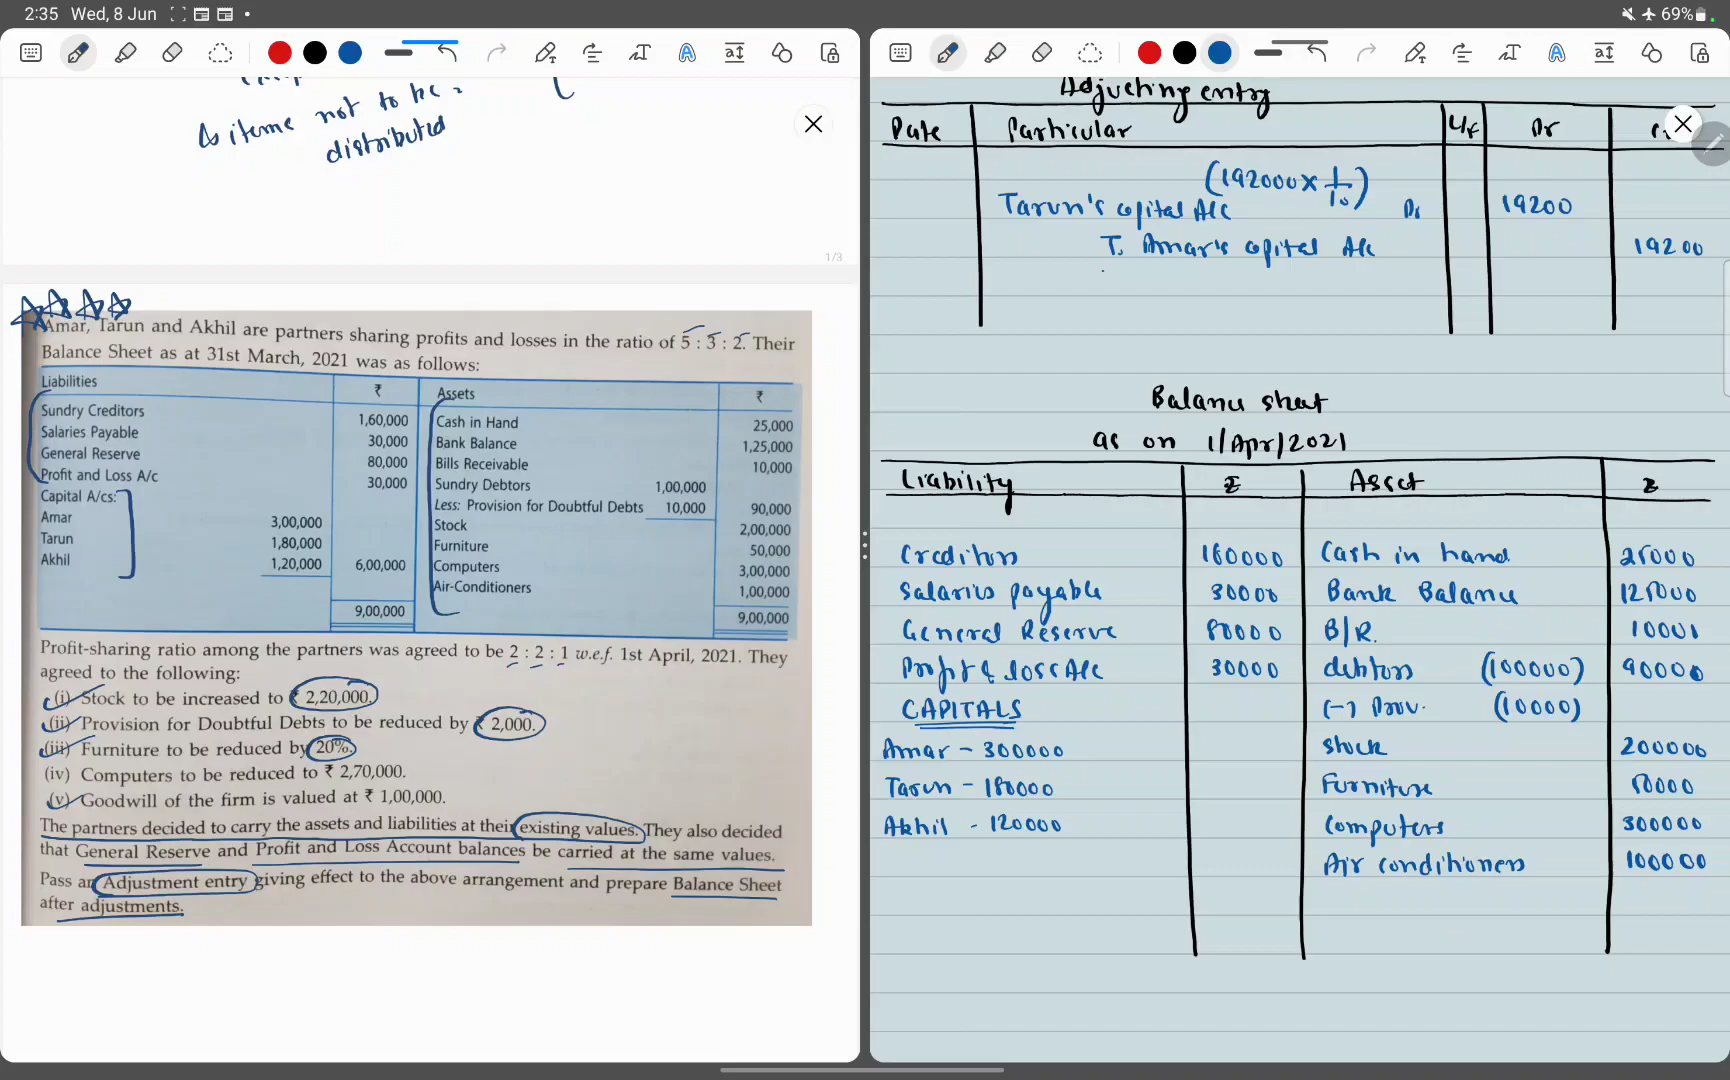 2:35 Wed, 8 Jun
69%
items not to be
distributed
1/3
Amar, Tarun and Akhil are partners sharing profits and losses in the ratio of 5 : 3 : 2. Their
Balance Sheet as at 31st March, 2021 was as follows:
Liabilities ₹ Assets ₹
Sundry Creditors 1,60,000 Cash in Hand 25,000
Salaries Payable 30,000 Bank Balance 1,25,000
General Reserve 80,000 Bills Receivable 10,000
Profit and Loss A/c 30,000 Sundry Debtors 1,00,000
Capital A/cs: Less: Provision for Doubtful Debts 10,000 90,000
Amar 3,00,000 Stock 2,00,000
Tarun 1,80,000 Furniture 50,000
Akhil 1,20,000 6,00,000 Computers 3,00,000
Air-Conditioners 1,00,000
9,00,000 9,00,000
Profit-sharing ratio among the partners was agreed to be 2 : 2 : 1 w.e.f. 1st April, 2021. They
agreed to the following:
(i) Stock to be increased to ₹ 2,20,000.
(ii) Provision for Doubtful Debts to be reduced by ₹ 2,000.
(iii) Furniture to be reduced by 20%.
(iv) Computers to be reduced to ₹ 2,70,000.
(v) Goodwill of the firm is valued at ₹ 1,00,000.
The partners decided to carry the assets and liabilities at their existing values. They also decided
that General Reserve and Profit and Loss Account balances be carried at the same values.
Pass an Adjustment entry giving effect to the above arrangement and prepare Balance Sheet
after adjustments.
Adjusting entry
Date Particular L/F Dr
(192000 × 1/10)
Tarun's capital A/c Dr 19200
To Amar's capital A/c 19200
Balance sheet
as on 1/Apr/2021
Liability ₹ Asset ₹
Creditors 160000 Cash in hand 25000
Salaries payable 30000 Bank Balance 125000
General Reserve 80000 B/R. 10000
Profit & loss A/c 30000 debtors (100000) 90000
CAPITALS (-) Prov. (10000)
Amar - 300000 stock 200000
Tarun - 180000 Furniture 50000
Akhil - 120000 Computers 300000
Air conditioners 100000